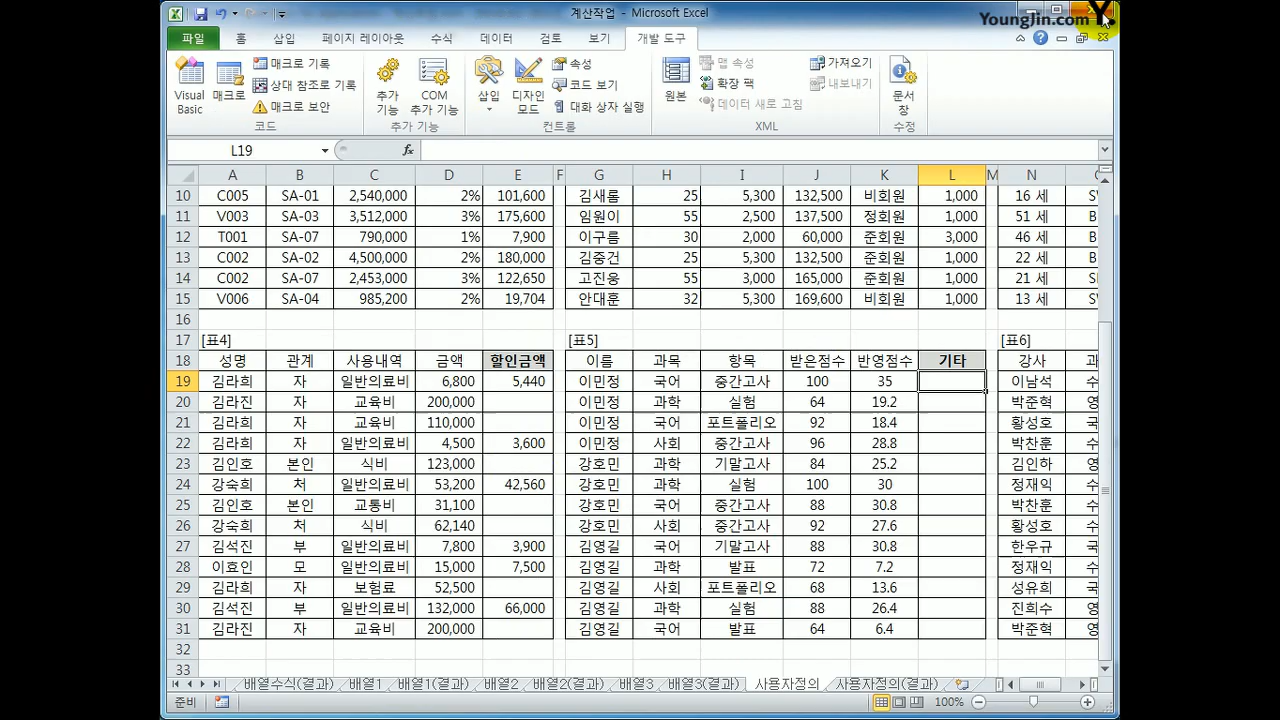 계산작업 - Microsoft Excel
YoungJin.com Y.
파일 홈 삽입 페이지 레이아웃 수식 데이터 검토 보기 개발 도구
Visual Basic 매크로 매크로 기록 상대 참조로 기록 매크로 보안 추가 기능 COM 추가 기능 삽입 디자인 모드 속성 코드 보기 대화 상자 실행 원본 맵 속성 확장 팩 데이터 새로 고침 가져오기 내보내기 문서 창
코드 추가 기능 컨트롤 XML 수정
L19 fx
A B C D E F G H I J K L M N
10 C005 SA-01 2,540,000 2% 101,600 김새롬 25 5,300 132,500 비회원 1,000 16 세
11 V003 SA-03 3,512,000 3% 175,600 임원이 55 2,500 137,500 정회원 1,000 51 세 B
12 T001 SA-07 790,000 1% 7,900 이구름 30 2,000 60,000 준회원 3,000 46 세 B
13 C002 SA-02 4,500,000 2% 180,000 김중건 25 5,300 132,500 준회원 1,000 22 세 B
14 C002 SA-07 2,453,000 3% 122,650 고진웅 55 3,000 165,000 준회원 1,000 21 세
15 V006 SA-04 985,200 2% 19,704 안대훈 32 5,300 169,600 비회원 1,000 13 세
16
17 [표4] [표5] [표6]
18 성명 관계 사용내역 금액 할인금액 이름 과목 항목 받은점수 반영점수 기타 강사 과
19 김라희 자 일반의료비 6,800 5,440 이민정 국어 중간고사 100 35 이남석 수
20 김라진 자 교육비 200,000 이민정 과학 실험 64 19.2 박준혁 영
21 김라희 자 교육비 110,000 이민정 국어 포트폴리오 92 18.4 황성호 국
22 김라희 자 일반의료비 4,500 3,600 이민정 사회 중간고사 96 28.8 박찬훈 영
23 김인호 본인 식비 123,000 강호민 과학 기말고사 84 25.2 김인하 영
24 강숙희 처 일반의료비 53,200 42,560 강호민 과학 실험 100 30 정재익 수
25 김인호 본인 교통비 31,100 강호민 국어 중간고사 88 30.8 박찬훈 영
26 강숙희 처 식비 62,140 강호민 사회 중간고사 92 27.6 황성호 수
27 김석진 부 일반의료비 7,800 3,900 김영길 국어 기말고사 88 30.8 한우규 국
28 이효인 모 일반의료비 15,000 7,500 김영길 과학 발표 72 7.2 정재익 영
29 김라희 자 보험료 52,500 김영길 사회 포트폴리오 68 13.6 성유희 국
30 김석진 부 일반의료비 132,000 66,000 김영길 과학 실험 88 26.4 진희수 수
31 김라진 자 교육비 200,000 김영길 국어 발표 64 6.4 박준혁 영
32
33
배열수식(결과) 배열1 배열1(결과) 배열2 배열2(결과) 배열3 배열3(결과) 사용자정의 사용자정의(결과)
준비 100%